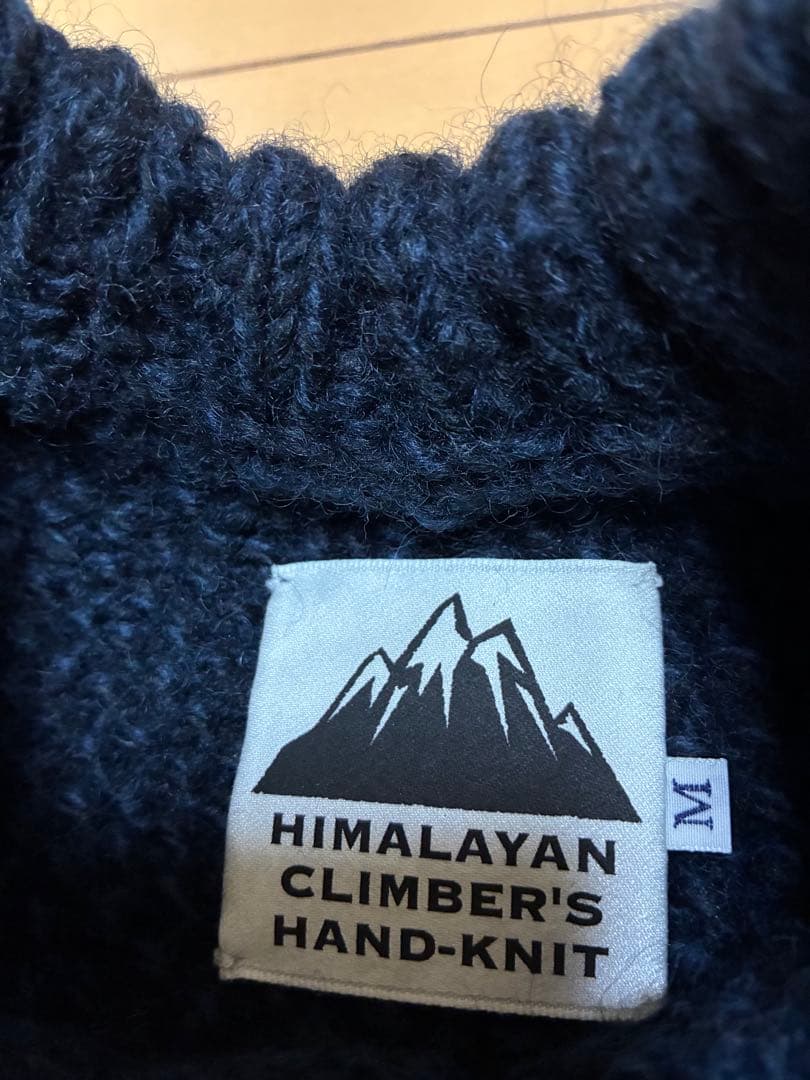 HIMALAYAN
CLIMBER'S
HAND-KNIT
M